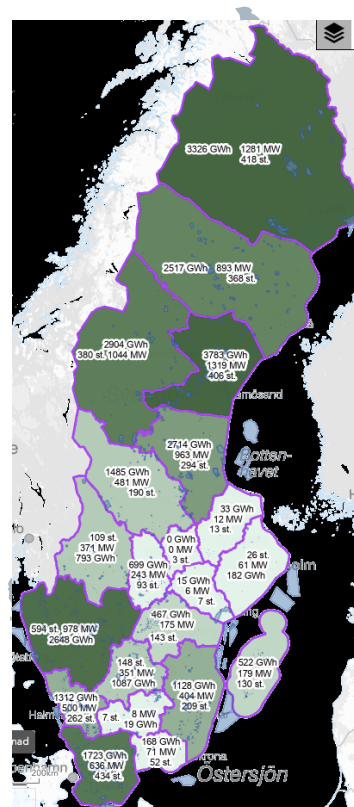 3326 GWh 1281 MW
418 st.
2517 GWh 893 MW
368 st.
2904 GWh
380 st. 1044 MW
3783 GWh
1319 MW
406 st.
2714 GWh
963 MW
294 st.
Botten-
havet
1485 GWh
481 MW
190 st.
33 GWh
12 MW
13 st.
109 st.
371 MW
793 GWh
0 GWh
0 MW
3 st.
26 st.
61 MW
182 GWh
699 GWh
243 MW
93 st.
15 GWh
6 MW
7 st.
467 GWh
175 MW
143 st.
594 st. 978 MW
2648 GWh
148 st.
351 MW
1087 GWh
522 GWh
179 MW
130 st.
1128 GWh
404 MW
209 st.
1312 GWh
500 MW
262 st.
7 st.
8 MW
19 GWh
168 GWh
71 MW
52 st.
1723 GWh
636 MW
434 st.
200km
Östersjön